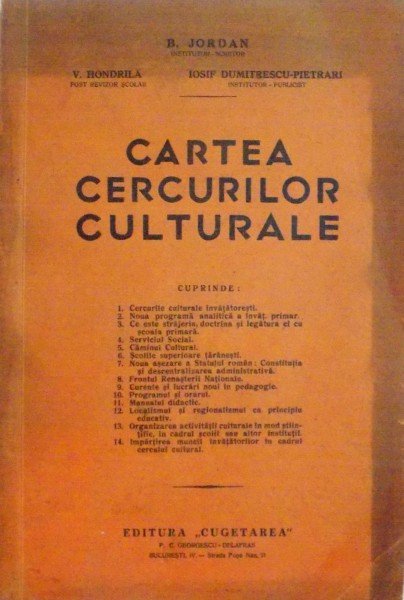 B. JORDAN
INSTITUTOR - SCRIITOR
V. HONDRILĂ
FOST REVIZOR ȘCOLAR
IOSIF DUMITRESCU-PIETRARI
INSTITUTOR - PUBLICIST
CARTEA
CERCURILOR
CULTURALE
CUPRINDE:
1. Cercurile culturale învățătorești.
2. Noua programă analitică a învăț. primar.
3. Ce este străjeria, doctrina și legătura ei cu
școala primară.
4. Serviciul Social.
5. Căminul Cultural.
6. Școlile superioare țărănești.
7. Noua așezare a Statului român: Constituția
și descentralizarea administrativă.
8. Frontul Renașterii Naționale.
9. Curente și lucrări noui în pedagogie.
10. Programul și orarul.
11. Manualul didactic.
12. Localismul și regionalismul ca principiu
educativ.
13. Organizarea activității culturale în mod știin-
țific, în cadrul școlii sau altor instituții.
14. Împărțirea muncii învățătorilor în cadrul
cercului cultural.
EDITURA „CUGETAREA"
P. C. GEORGESCU-DELAFRAS
BUCUREȘTI, IV — Strada Popa Nan, 21